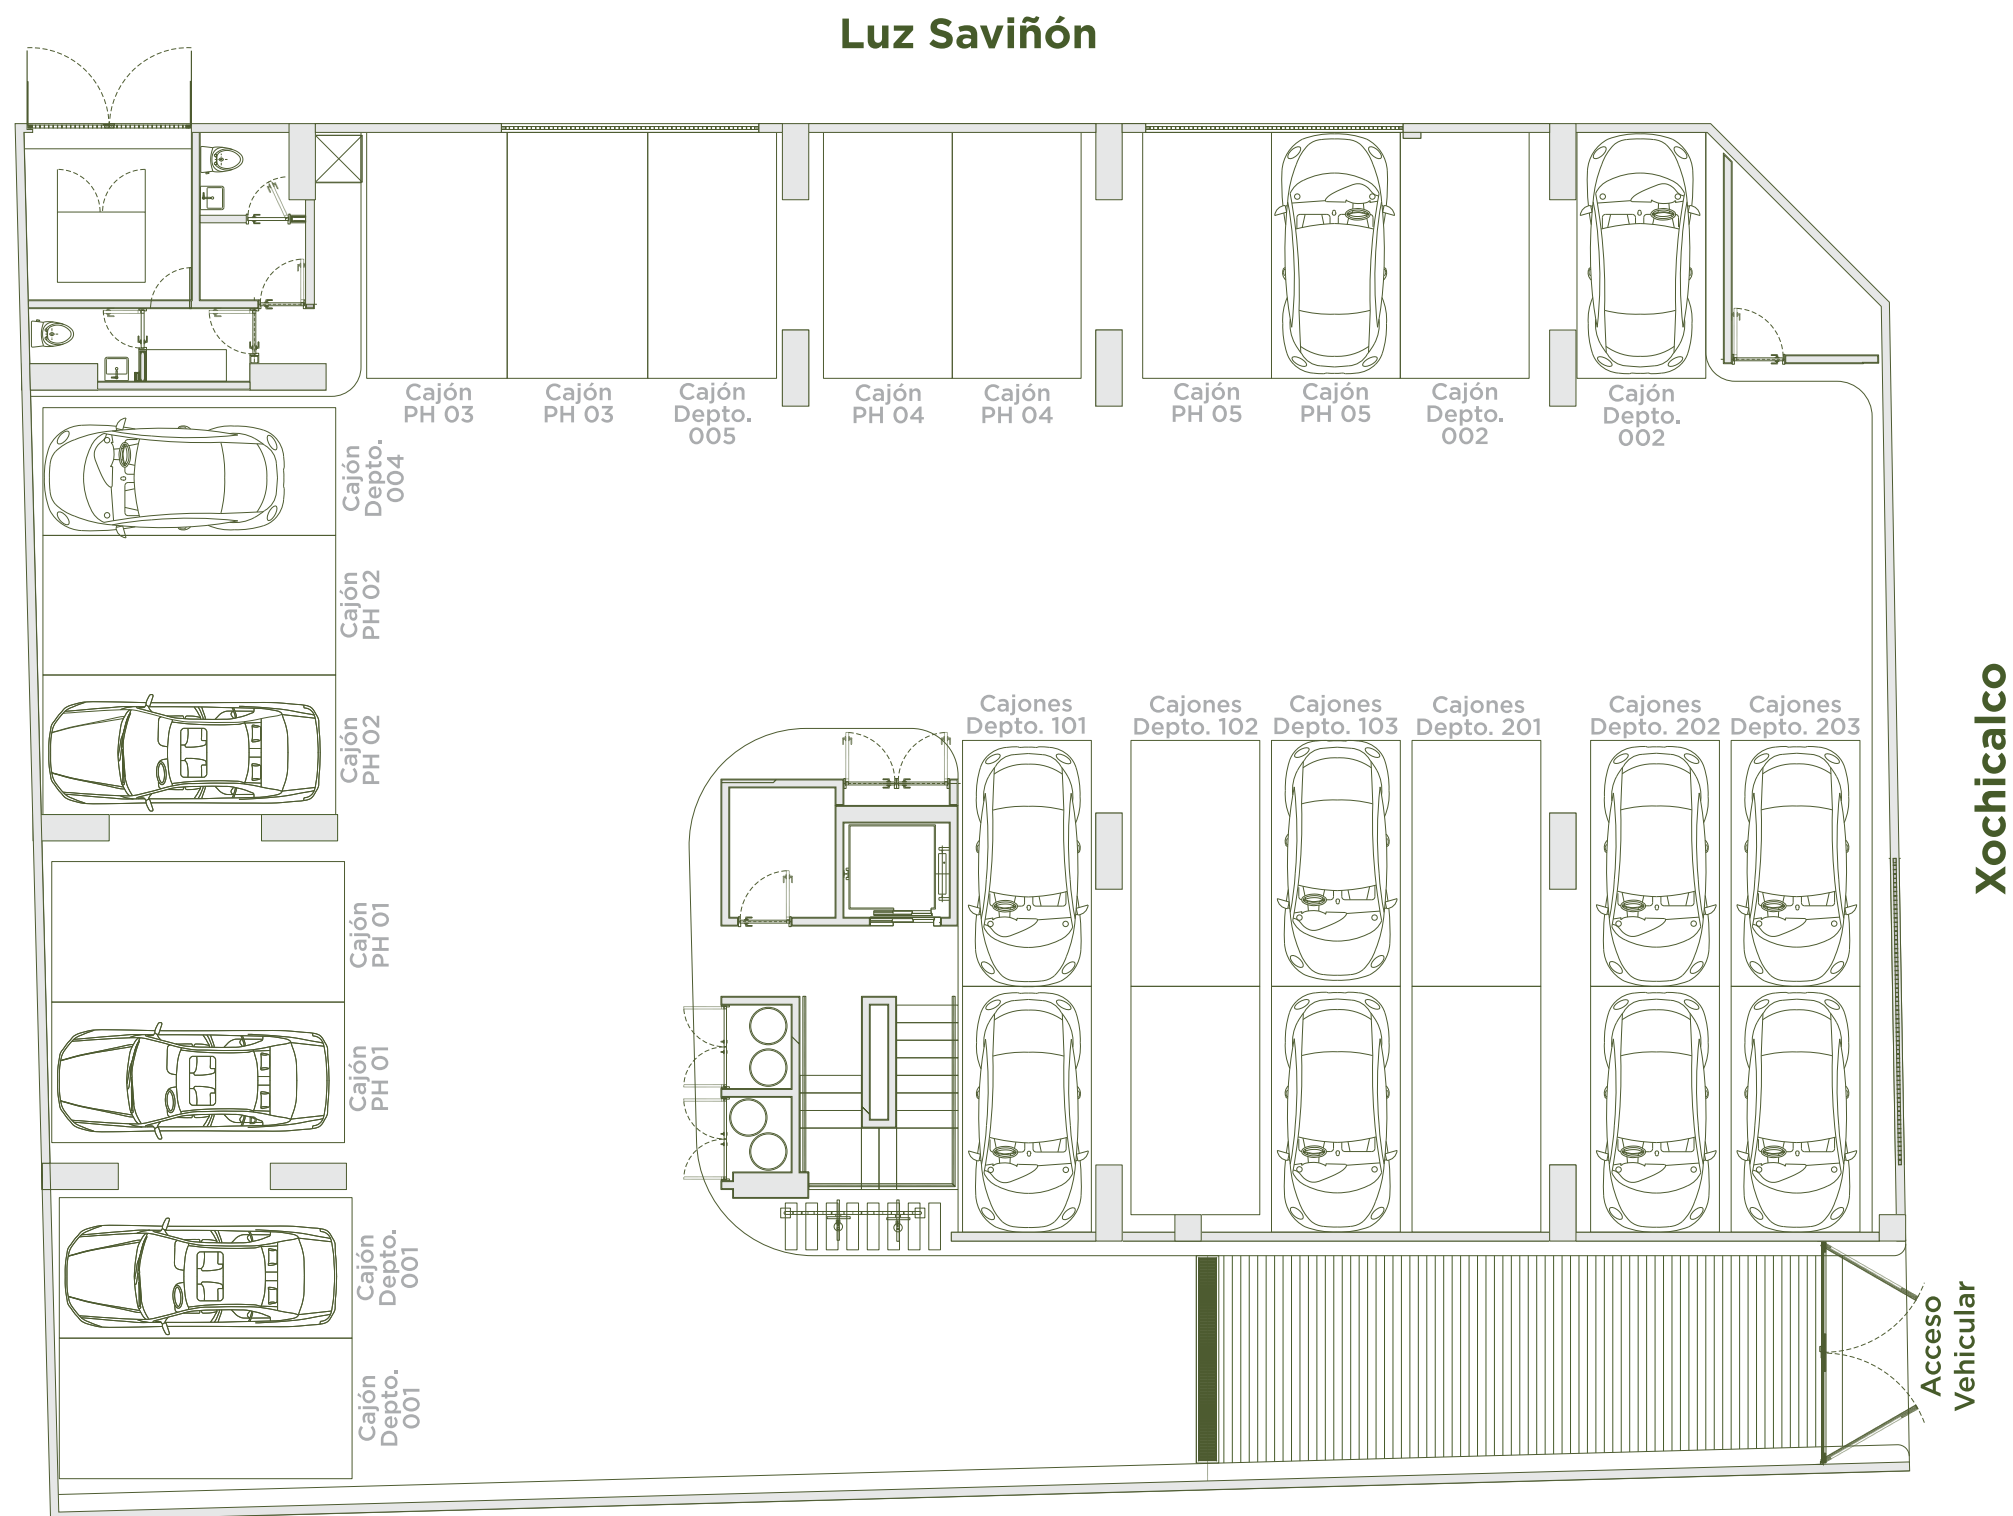 Luz Saviñón
Cajón
PH 03
Cajón
PH 03
Cajón
Depto.
005
Cajón
PH 04
Cajón
PH 04
Cajón
PH 05
Cajón
PH 05
Cajón
Depto.
002
Cajón
Depto.
002
Cajón
Depto.
004
Cajón
PH 02
Cajón
PH 02
Cajón
PH 01
Cajón
PH 01
Cajón
Depto.
001
Cajón
Depto.
001
Cajones
Depto. 101
Cajones
Depto. 102
Cajones
Depto. 103
Cajones
Depto. 201
Cajones
Depto. 202
Cajones
Depto. 203
Xochicalco
Acceso
Vehicular